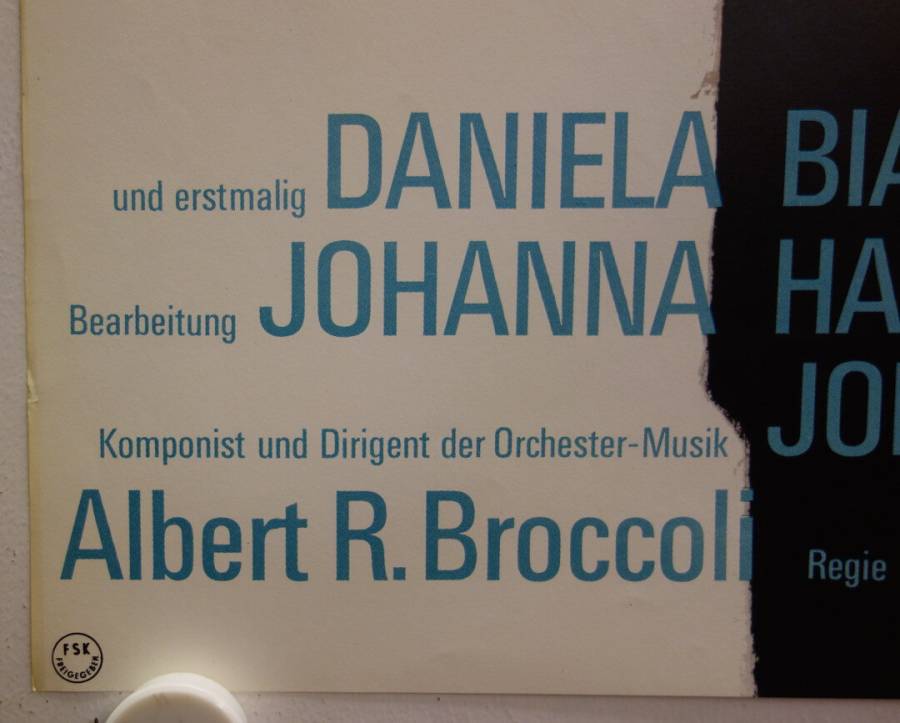 und erstmalig DANIELA BIA
Bearbeitung JOHANNA HA
Komponist und Dirigent der Orchester-Musik JO
Albert R. Broccoli Regie
FSK
FREIGEGEBEN